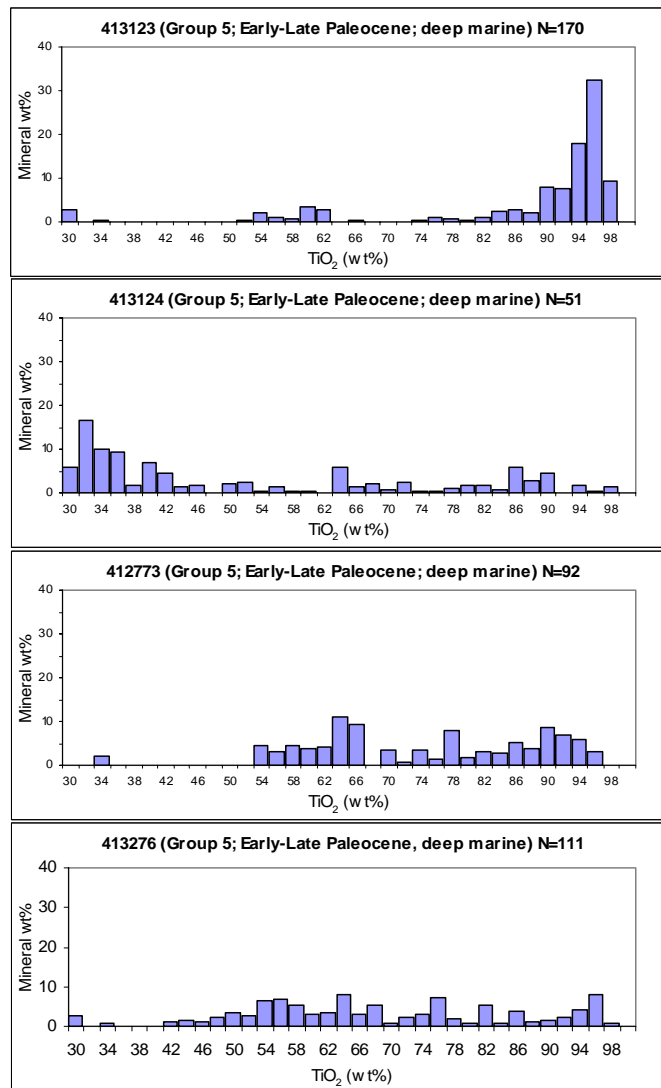 413123 (Group 5; Early-Late Paleocene; deep marine) N=170
Mineral wt%
40
30
20
10
0
30 34 38 42 46 50 54 58 62 66 70 74 78 82 86 90 94 98
TiO2 (wt%)
413124 (Group 5; Early-Late Paleocene; deep marine) N=51
Mineral wt%
40
30
20
10
0
30 34 38 42 46 50 54 58 62 66 70 74 78 82 86 90 94 98
TiO2 (wt%)
412773 (Group 5; Early-Late Paleocene; deep marine) N=92
Mineral wt%
40
30
20
10
0
30 34 38 42 46 50 54 58 62 66 70 74 78 82 86 90 94 98
TiO2 (wt%)
413276 (Group 5; Early-Late Paleocene, deep marine) N=111
Mineral wt%
40
30
20
10
0
30 34 38 42 46 50 54 58 62 66 70 74 78 82 86 90 94 98
TiO2 (wt%)